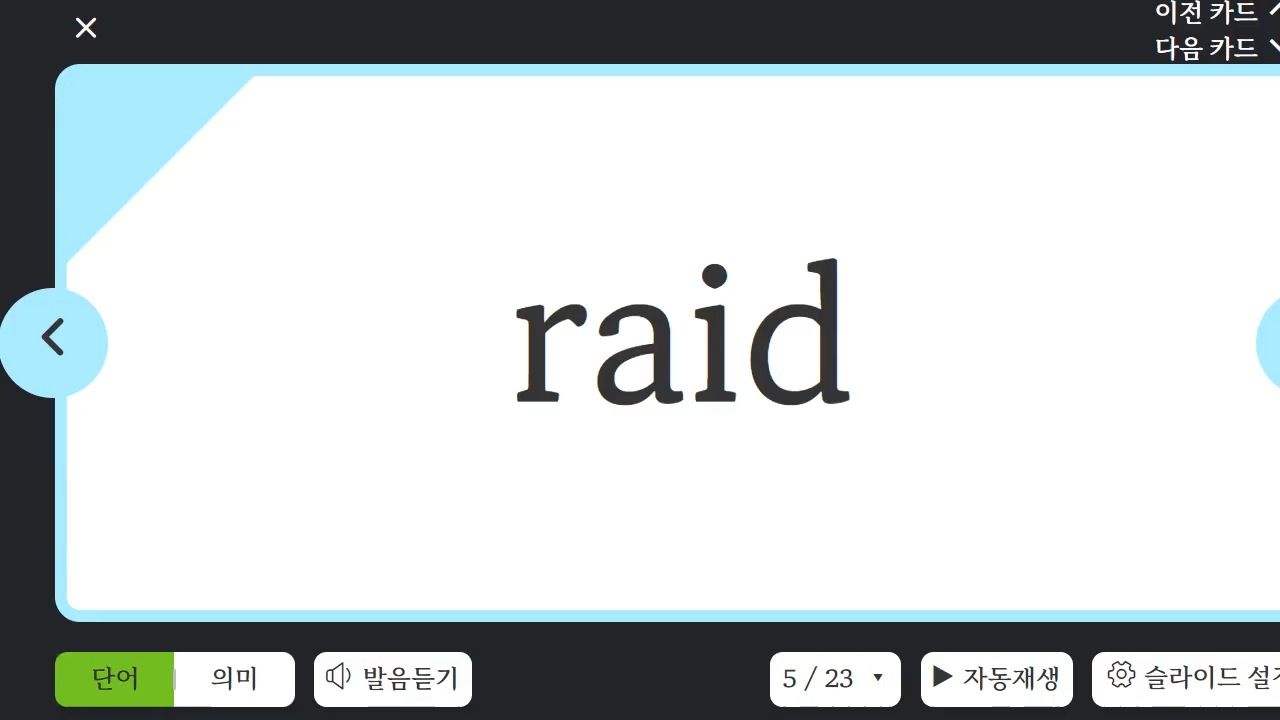 이전 카드
다음 카드
raid
단어 의미 발음듣기 5 / 23 자동재생 슬라이드